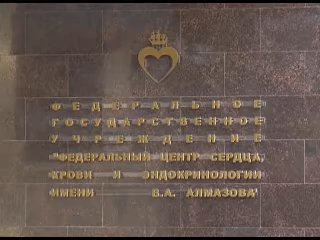 ФЕДЕРАЛЬНОЕ
ГОСУДАРСТВЕННОЕ
УЧРЕЖДЕНИЕ
"ФЕДЕРАЛЬНЫЙ ЦЕНТР СЕРДЦА,
КРОВИ И ЭНДОКРИНОЛОГИИ
ИМЕНИ В.А. АЛМАЗОВА"